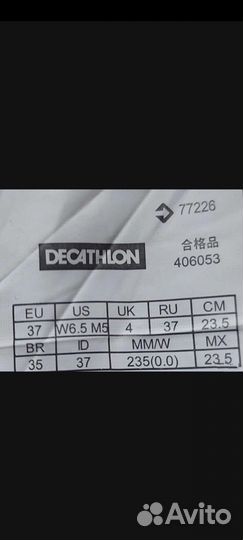 77226
合格品
DECATHLON
406053
EU US UK RU CM
37 W6.5 M5 4 37 23.5
BR ID MM/W MX
35 37 235(0.0) 23.5
Avito